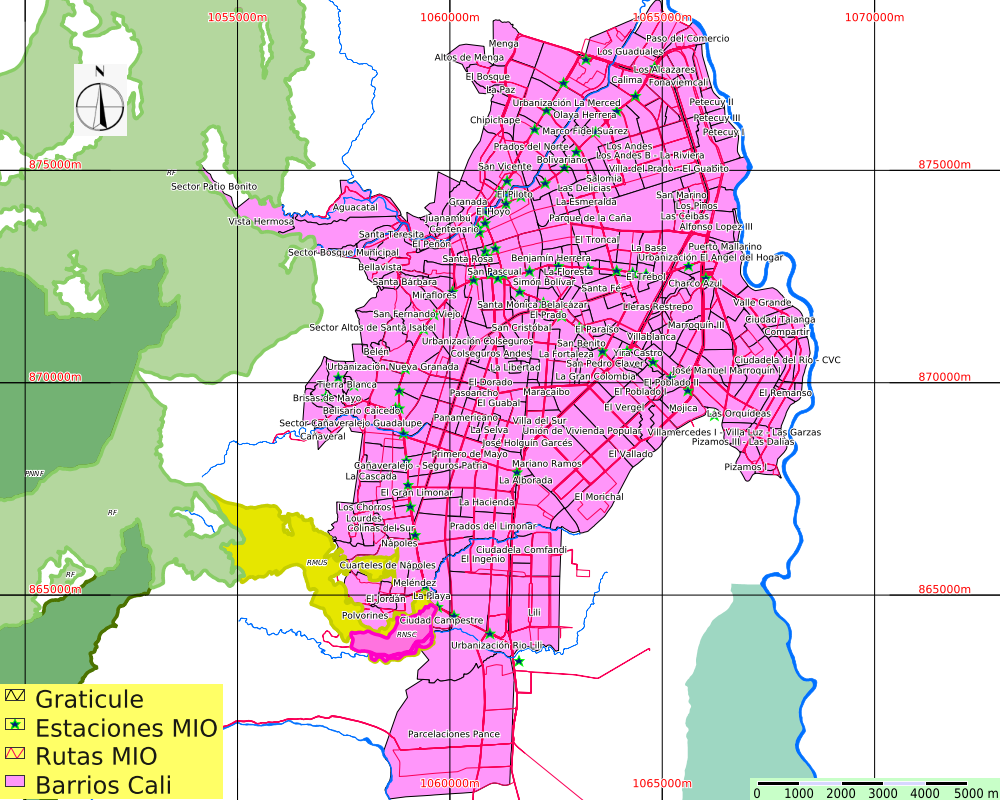 1055000m 1060000m 1065000m 1070000m
Paso del Comercio
Menga
Los Guaduales
Altos de Menga
Los Alcazares
El Bosque
Calima
Fonaviemcali
La Paz
Urbanización La Merced
Petecuy II
Olaya Herrera
Chipichape
Petecuy III
Marco Fidel Suárez
Petecuy I
Prados del Norte
Los Andes
Bolivariano
Los Andes B - La Riviera
San Vicente
Villa del Prado- El Guabito
875000m 875000m
RF
Salomia
Sector Patio Bonito
Las Delicias
El Piloto
San Marino
Granada
La Esmeralda
Los Pinos
Aguacatal
El Hoyo
Las Ceibas
Vista Hermosa
Juanambú
Parque de la Caña
Centenario
Alfonso Lopez III
Santa Teresita
El Troncal
El Peñon
La Base
Puerto Mallarino
Sector Bosque Municipal
Santa Rosa
Benjamín Herrera
Urbanización El Angel del Hogar
Bellavista
San Pascual
La Floresta
El Trébol
Santa Barbara
Simón Bolivar
Charco Azul
Santa Fé
Miraflores
Santa Monica Belalcázar
Lleras Restrepo
Valle Grande
San Fernando Viejo
El Prado
Ciudad Talanga
Sector Altos de Santa Isabel
San Cristóbal
El Paraíso
Marroquin III
Compartir
Urbanización Colseguros
San Benito
Villablanca
Belén
Colseguros Andes
La Fortaleza
Yirá Castro
Ciudadela del Río - CVC
Urbanización Nueva Granada
La Libertad
San Pedro Claver
José Manuel Marroquin I
870000m 870000m
Tierra Blanca
El Dorado
La Gran Colombia
El Poblado II
Brisas de Mayo
Pasoancho
Maracaibo
El Poblado I
El Remanso
El Guabal
Belisario Caicedo
El Vergel
Mojica
Las Orquideas
Panamericano
Sector Cañaveralejo Guadalupe
Villa del Sur
La Selva
Unión de Vivienda Popular
Villamercedes I - Villa Luz - Las Garzas
Cañaveral
José Holguin Garcés
Pizamos III - Las Dalias
Primero de Mayo
El Vallado
Cañaveralejo - Seguros Patria
Mariano Ramos
Pizamos I
PNNF
La Cascada
La Alborada
El Gran Limonar
El Morichal
Los Chorros
La Hacienda
RF
Lourdes
Colinas del Sur
Prados del Limonar
Nápoles
Ciudadela Comfandi
RMUS
El Ingenio
Cuarteles de Nápoles
RF
Meléndez
865000m 865000m
El Jordán
La Playa
Polvorines
Ciudad Campestre
Lili
RNSC
Urbanización Rio Lili
Graticule
Estaciones MIO
Rutas MIO
Barrios Cali
Parcelaciones Pance
1060000m 1065000m
0 1000 2000 3000 4000 5000 m
N